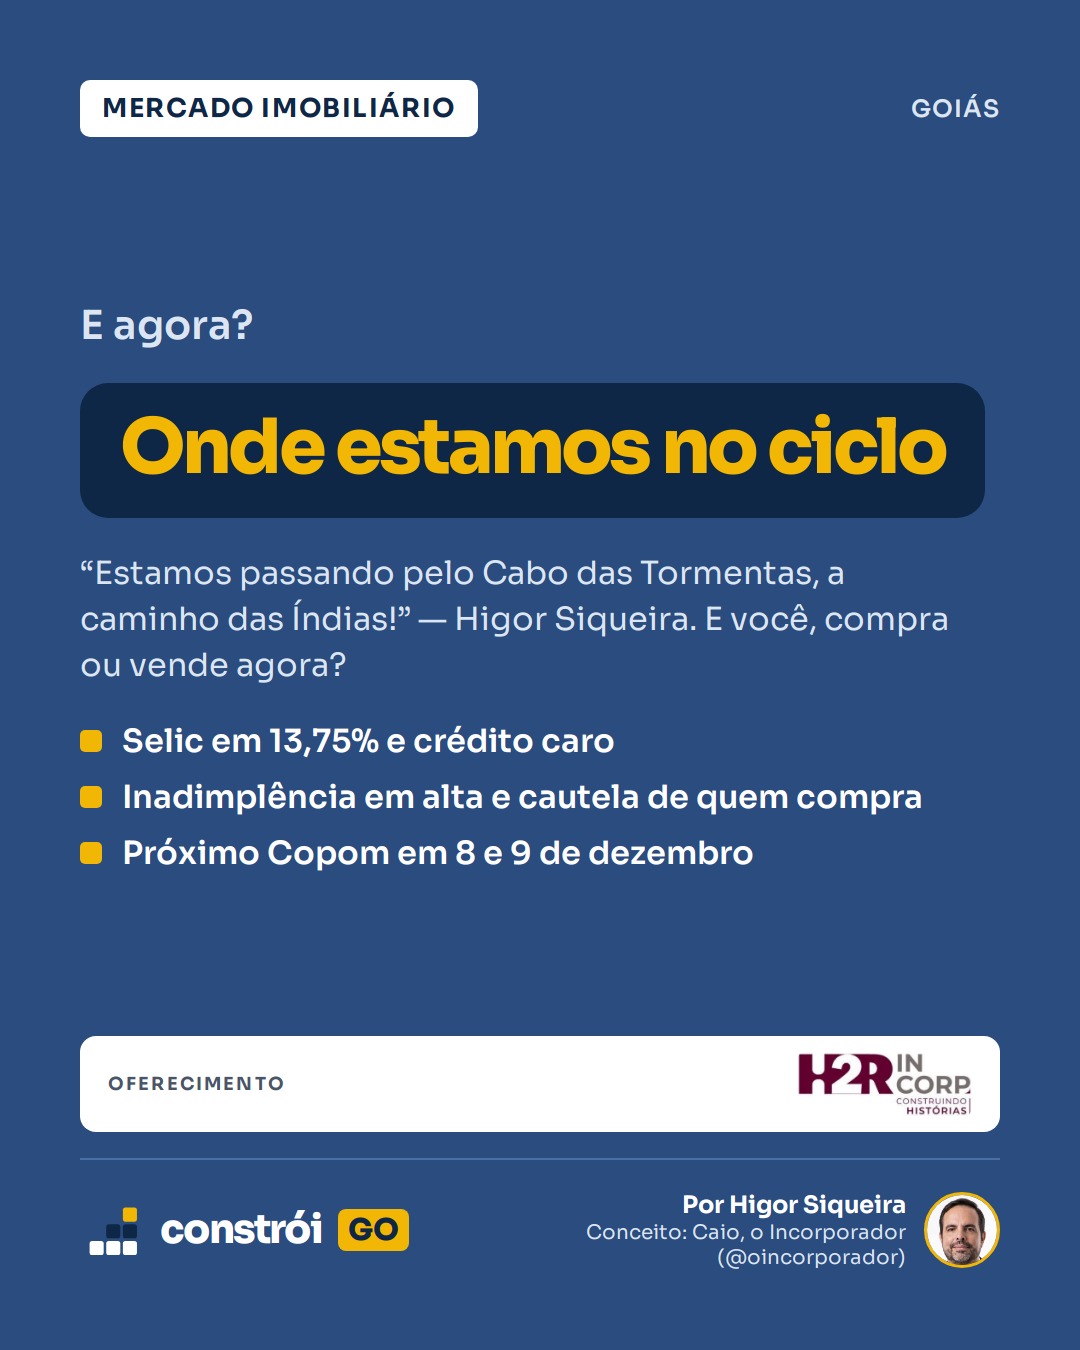 MERCADO IMOBILIÁRIO
GOIÁS
E agora?
Onde estamos no ciclo
“Estamos passando pelo Cabo das Tormentas, a
caminho das Índias!” — Higor Siqueira. E você, compra
ou vende agora?
Selic em 13,75% e crédito caro
Inadimplência em alta e cautela de quem compra
Próximo Copom em 8 e 9 de dezembro
OFERECIMENTO
H2R IN
CORP.
CONSTRUINDO
HISTÓRIAS
constrói GO
Por Higor Siqueira
Conceito: Caio, o Incorporador
(@oincorporador)